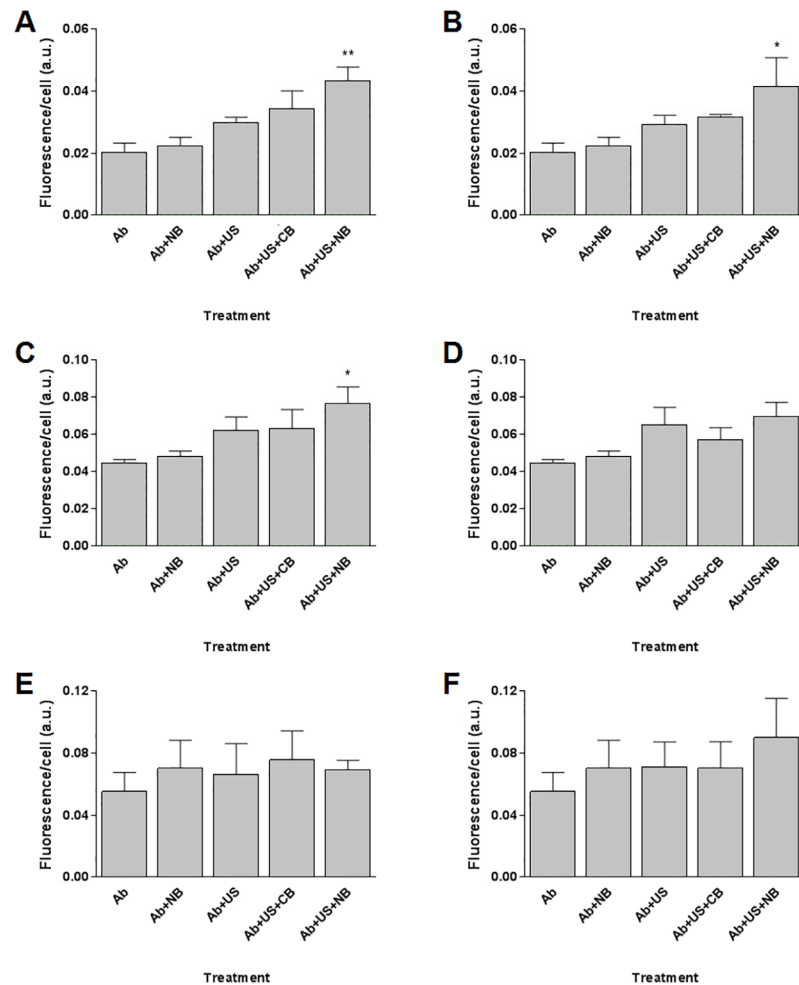 A
Fluorescence/cell (a.u.)
0.06
0.04
0.02
0.00
**
Ab
Ab+NB
Ab+US
Ab+US+CB
Ab+US+NB
Treatment
B
Fluorescence/cell (a.u.)
0.06
0.04
0.02
0.00
*
Ab
Ab+NB
Ab+US
Ab+US+CB
Ab+US+NB
Treatment
C
Fluorescence/cell (a.u.)
0.10
0.08
0.06
0.04
0.02
0.00
*
Ab
Ab+NB
Ab+US
Ab+US+CB
Ab+US+NB
Treatment
D
Fluorescence/cell (a.u.)
0.10
0.08
0.06
0.04
0.02
0.00
Ab
Ab+NB
Ab+US
Ab+US+CB
Ab+US+NB
Treatment
E
Fluorescence/cell (a.u.)
0.12
0.08
0.04
0.00
Ab
Ab+NB
Ab+US
Ab+US+CB
Ab+US+NB
Treatment
F
Fluorescence/cell (a.u.)
0.12
0.08
0.04
0.00
Ab
Ab+NB
Ab+US
Ab+US+CB
Ab+US+NB
Treatment